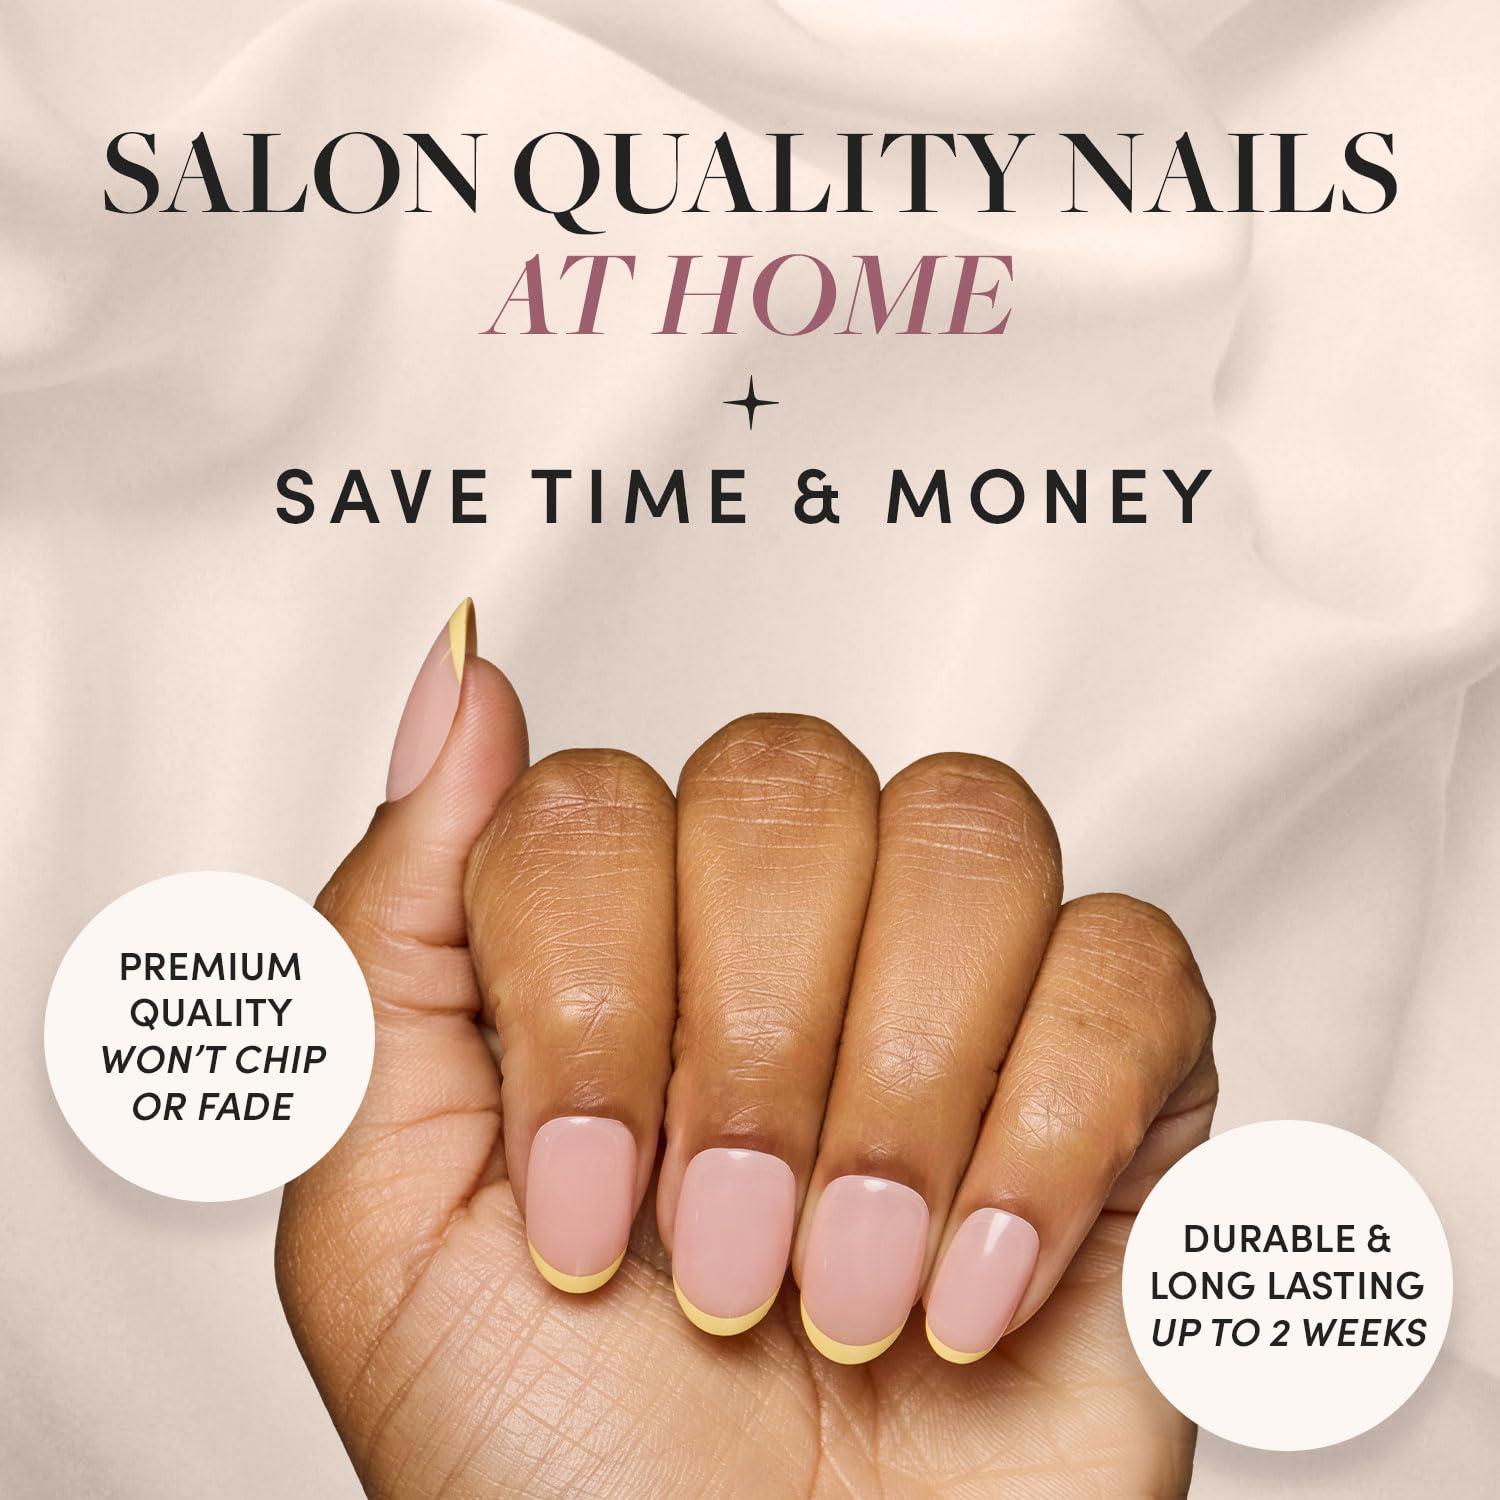 SALON QUALITY NAILS
AT HOME
SAVE TIME & MONEY
PREMIUM
QUALITY
WON'T CHIP
OR FADE
DURABLE &
LONG LASTING
UP TO 2 WEEKS